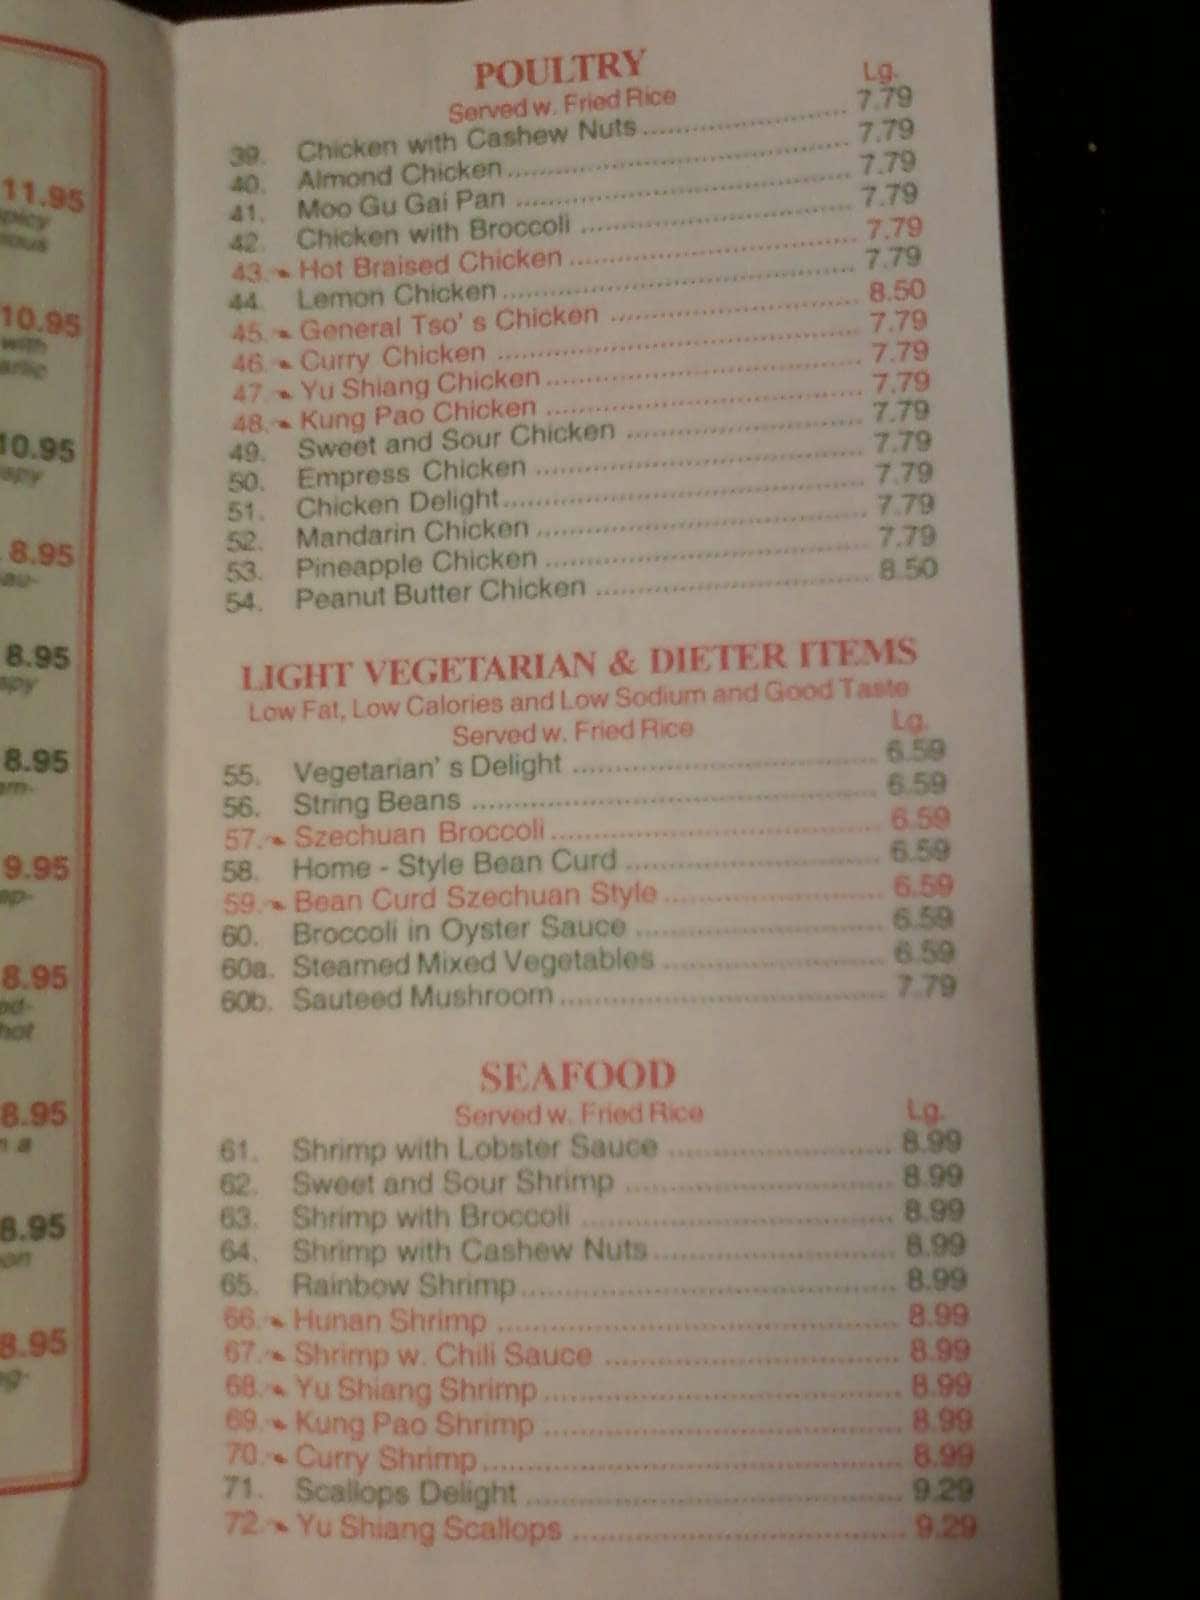 11.95
10.95
with
10.95
8.95
8.95
8.95
9.95
8.95
hot
8.95
8.95
8.95
POULTRY
Served w. Fried Rice
Lg.
39. Chicken with Cashew Nuts 7.79
40. Almond Chicken 7.79
41. Moo Gu Gai Pan 7.79
42. Chicken with Broccoli 7.79
43. Hot Braised Chicken 7.79
44. Lemon Chicken 7.79
45. General Tso's Chicken 8.50
46. Curry Chicken 7.79
47. Yu Shiang Chicken 7.79
48. Kung Pao Chicken 7.79
49. Sweet and Sour Chicken 7.79
50. Empress Chicken 7.79
51. Chicken Delight 7.79
52. Mandarin Chicken 7.79
53. Pineapple Chicken 7.79
54. Peanut Butter Chicken 8.50
LIGHT VEGETARIAN & DIETER ITEMS
Low Fat, Low Calories and Low Sodium and Good Taste
Served w. Fried Rice Lg.
55. Vegetarian's Delight 6.59
56. String Beans 6.59
57. Szechuan Broccoli 6.59
58. Home - Style Bean Curd 6.59
59. Bean Curd Szechuan Style 6.59
60. Broccoli in Oyster Sauce 6.59
60a. Steamed Mixed Vegetables 6.59
60b. Sauteed Mushroom 7.79
SEAFOOD
Served w. Fried Rice Lg.
61. Shrimp with Lobster Sauce 8.99
62. Sweet and Sour Shrimp 8.99
63. Shrimp with Broccoli 8.99
64. Shrimp with Cashew Nuts 8.99
65. Rainbow Shrimp 8.99
66. Hunan Shrimp 8.99
67. Shrimp w. Chili Sauce 8.99
68. Yu Shiang Shrimp 8.99
69. Kung Pao Shrimp 8.99
70. Curry Shrimp 8.99
71. Scallops Delight 9.29
72. Yu Shiang Scallops 9.29